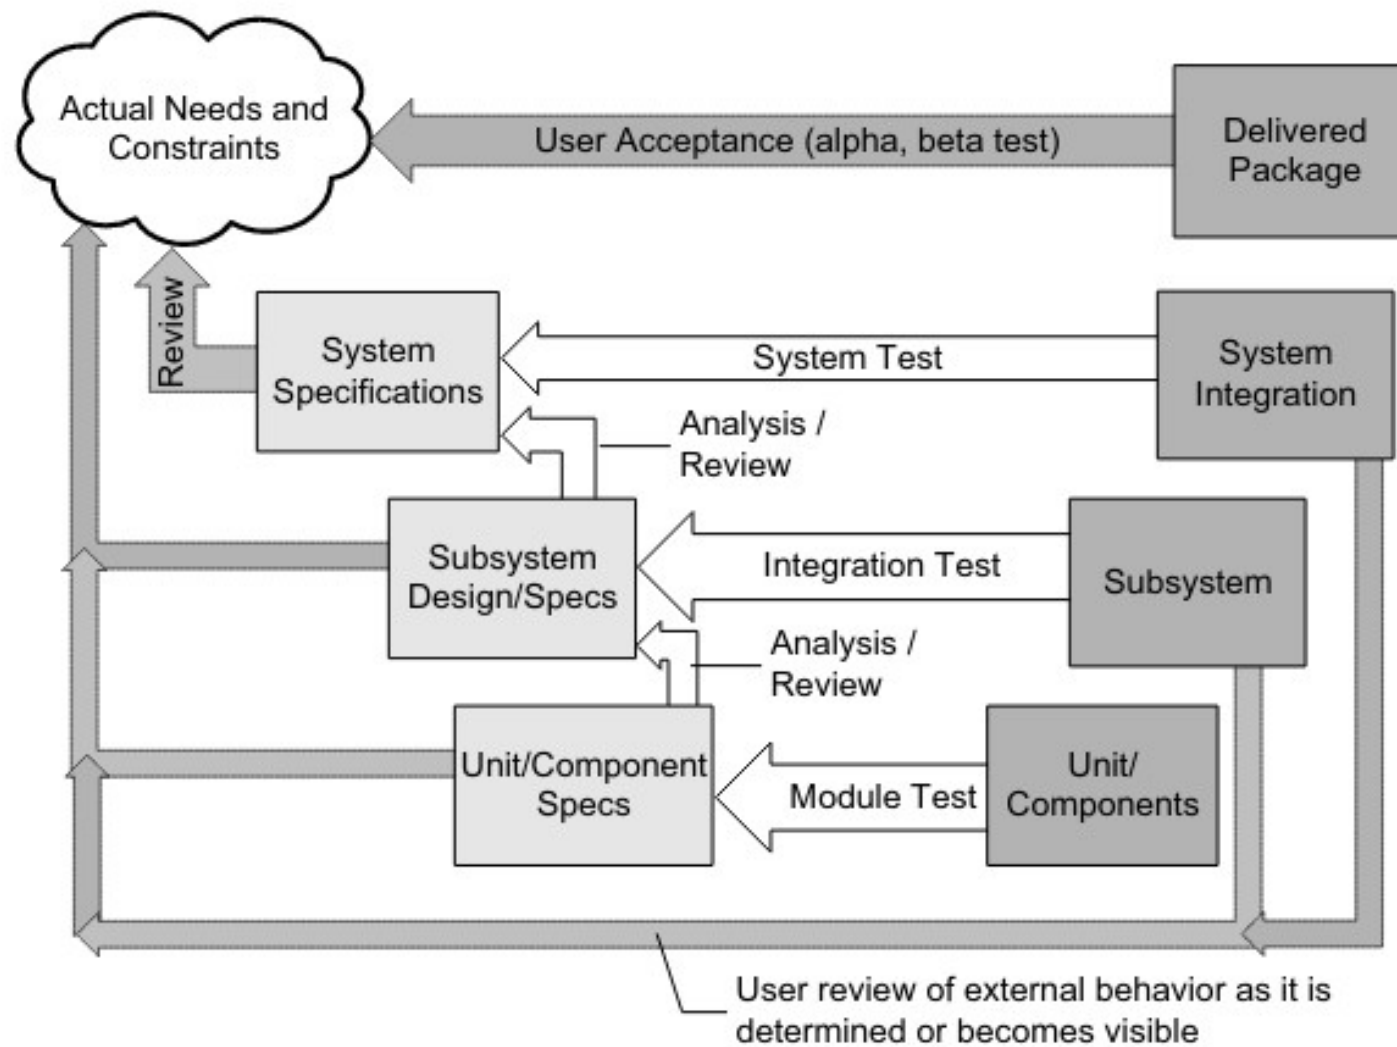 Actual Needs and
Constraints
User Acceptance (alpha, beta test)
Delivered
Package
Review
System
Specifications
System Test
System
Integration
Analysis /
Review
Subsystem
Design/Specs
Integration Test
Subsystem
Analysis /
Review
Unit/Component
Specs
Module Test
Unit/
Components
User review of external behavior as it is
determined or becomes visible